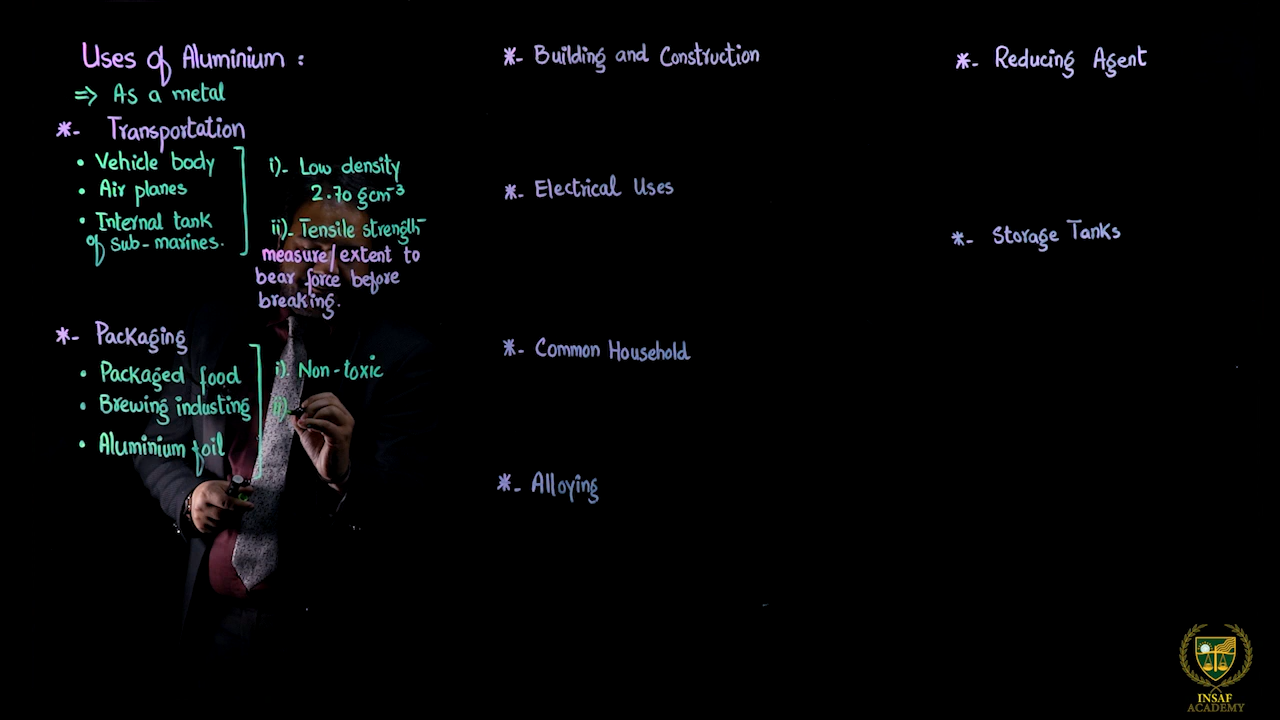 Uses of Aluminium :
=> As a metal
*- Transportation
• Vehicle body
• Air planes
• Internal tank
of Sub-marines.
i)- Low density
2.70 gcm⁻³
ii)- Tensile strength
measure/extent to
bear force before
breaking.
*- Packaging
• Packaged food
• Brewing industing
• Aluminium foil
i). Non-toxic
ii).
*- Building and Construction
*- Electrical Uses
*- Common Household
*- Alloying
*- Reducing Agent
*- Storage Tanks
INSAF
ACADEMY